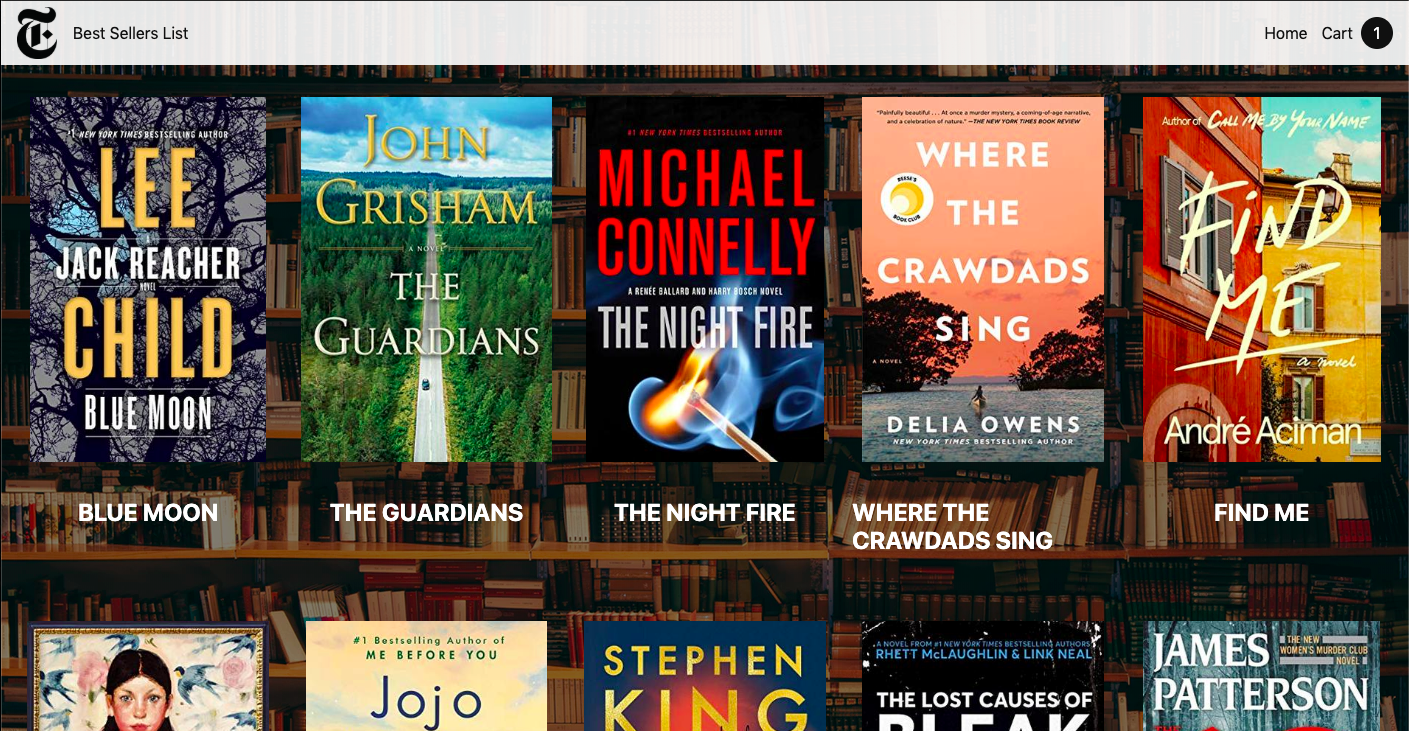 Best Sellers List
Home Cart 1
#1 NEW YORK TIMES BESTSELLING AUTHOR
LEE
A
JACK REACHER
NOVEL
CHILD
BLUE MOON
JOHN
GRISHAM
A NOVEL
THE
GUARDIANS
#1 NEW YORK TIMES BESTSELLING AUTHOR
MICHAEL
CONNELLY
A RENÉE BALLARD AND HARRY BOSCH NOVEL
THE NIGHT FIRE
"Painfully beautiful . . . At once a murder mystery, a coming-of-age narrative,
and a celebration of nature." —THE NEW YORK TIMES BOOK REVIEW
WHERE
REESE'S
BOOK CLUB
THE
CRAWDADS
SING
A NOVEL
DELIA OWENS
NEW YORK TIMES BESTSELLING AUTHOR
Author of CALL ME BY YOUR NAME
FIND
ME
a novel
André Aciman
BLUE MOON
THE GUARDIANS
THE NIGHT FIRE
WHERE THE
CRAWDADS SING
FIND ME
#1 Bestselling Author of
ME BEFORE YOU
Jojo
STEPHEN
KING
A NOVEL FROM #1 NEW YORK TIMES BESTSELLING AUTHORS
RHETT McLAUGHLIN & LINK NEAL
THE LOST CAUSES OF
BLEAK
JAMES
THE NEW
WOMEN'S MURDER CLUB
NOVEL
PATTERSON
THE